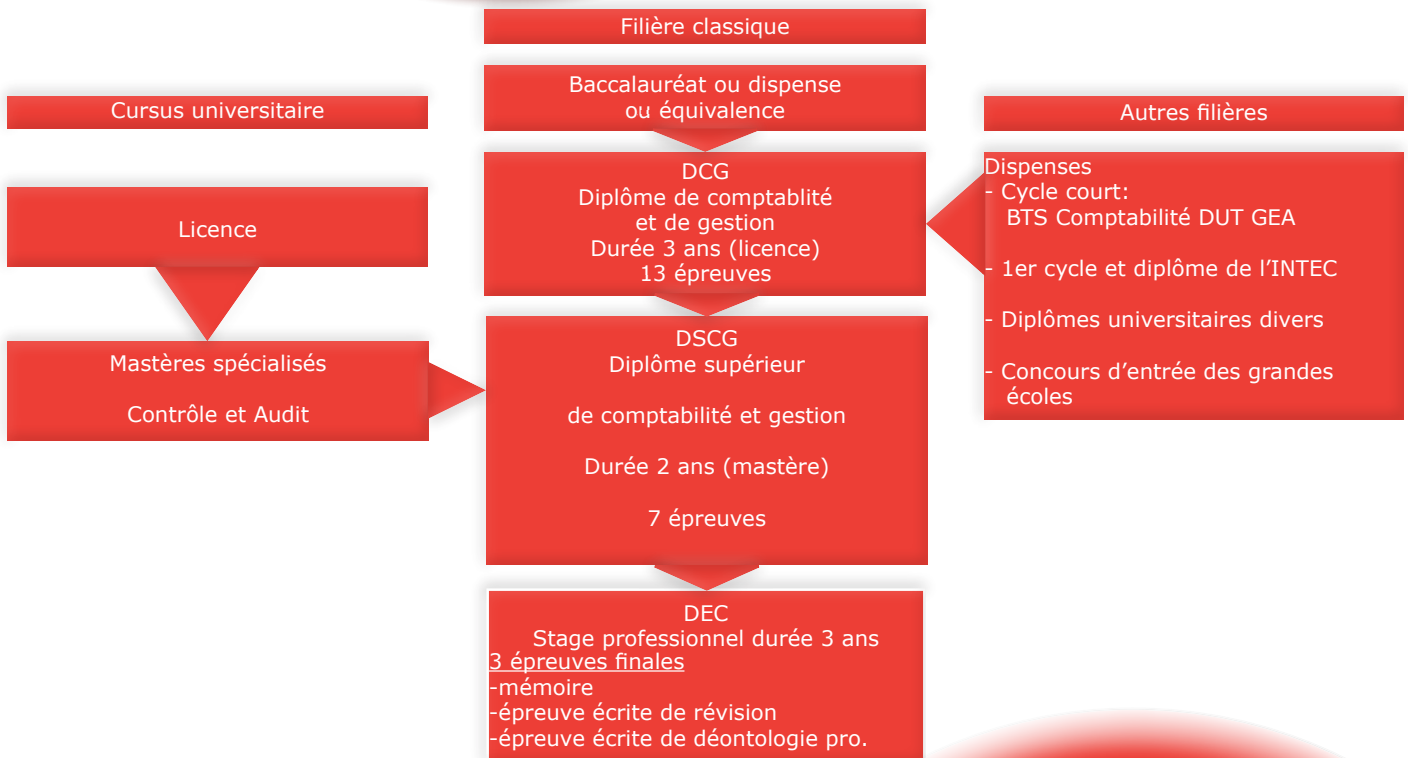 Filière classique
Baccalauréat ou dispense
ou équivalence
Cursus universitaire
Autres filières
DCG
Diplôme de comptablité
et de gestion
Durée 3 ans (licence)
13 épreuves
Dispenses
- Cycle court:
BTS Comptabilité DUT GEA
- 1er cycle et diplôme de l’INTEC
- Diplômes universitaires divers
- Concours d’entrée des grandes
écoles
Licence
Mastères spécialisés
Contrôle et Audit
DSCG
Diplôme supérieur
de comptabilité et gestion
Durée 2 ans (mastère)
7 épreuves
DEC
Stage professionnel durée 3 ans
3 épreuves finales
-mémoire
-épreuve écrite de révision
-épreuve écrite de déontologie pro.